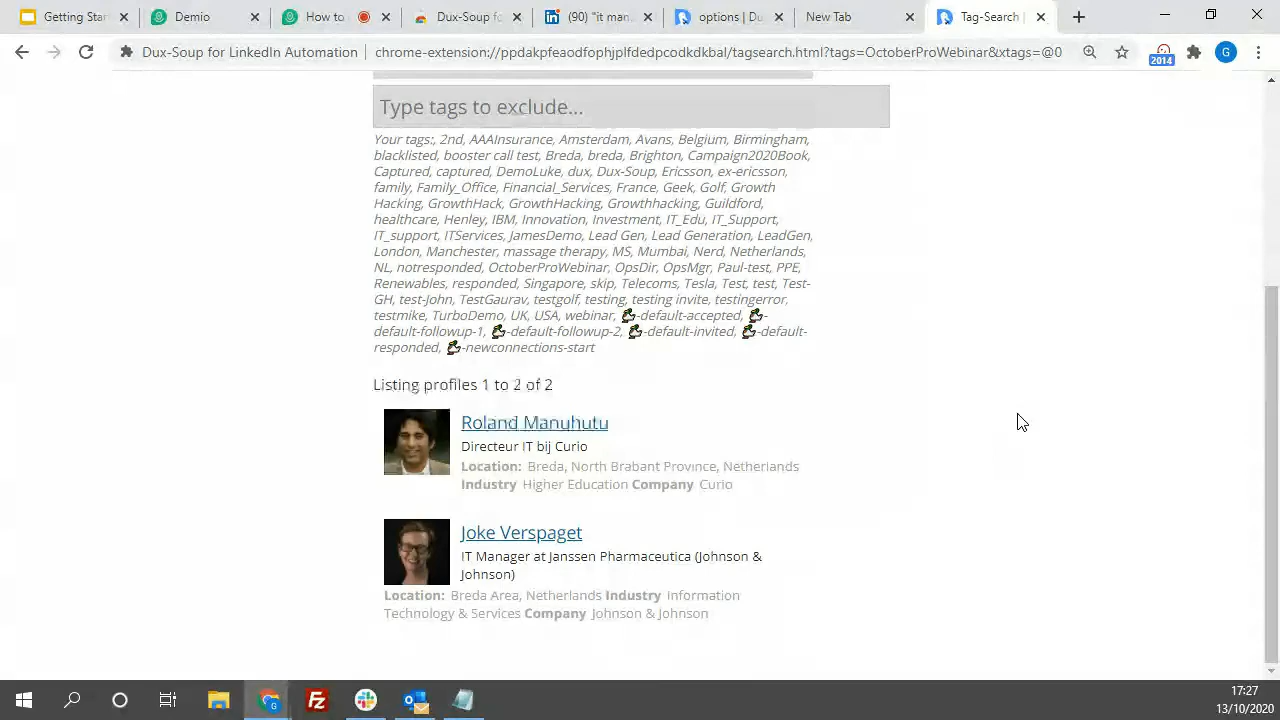 Getting Star
Demio
How to
Dux-Soup fo
(90) "it man
options | Du
New Tab
Tag-Search |
Dux-Soup for LinkedIn Automation | chrome-extension://ppdakpfeaodfophjplfdedpcodkdkbal/tagsearch.html?tags=OctoberProWebinar&xtags=@0
2014
G
Type tags to exclude...
Your tags:, 2nd, AAAInsurance, Amsterdam, Avans, Belgium, Birmingham,
blacklisted, booster call test, Breda, breda, Brighton, Campaign2020Book,
Captured, captured, DemoLuke, dux, Dux-Soup, Ericsson, ex-ericsson,
family, Family_Office, Financial_Services, France, Geek, Golf, Growth
Hacking, GrowthHack, GrowthHacking, Growthhacking, Guildford,
healthcare, Henley, IBM, Innovation, Investment, IT_Edu, IT_Support,
IT_support, ITServices, JamesDemo, Lead Gen, Lead Generation, LeadGen,
London, Manchester, massage therapy, MS, Mumbai, Nerd, Netherlands,
NL, notresponded, OctoberProWebinar, OpsDir, OpsMgr, Paul-test, PPE,
Renewables, responded, Singapore, skip, Telecoms, Tesla, Test, test, Test-
GH, test-John, TestGaurav, testgolf, testing, testing invite, testingerror,
testmike, TurboDemo, UK, USA, webinar, -default-accepted, -
default-followup-1, -default-followup-2, -default-invited, -default-
responded, -newconnections-start
Listing profiles 1 to 2 of 2
Roland Manuhutu
Directeur IT bij Curio
Location: Breda, North Brabant Province, Netherlands
Industry Higher Education Company Curio
Joke Verspaget
IT Manager at Janssen Pharmaceutica (Johnson &
Johnson)
Location: Breda Area, Netherlands Industry Information
Technology & Services Company Johnson & Johnson
17:27
13/10/2020